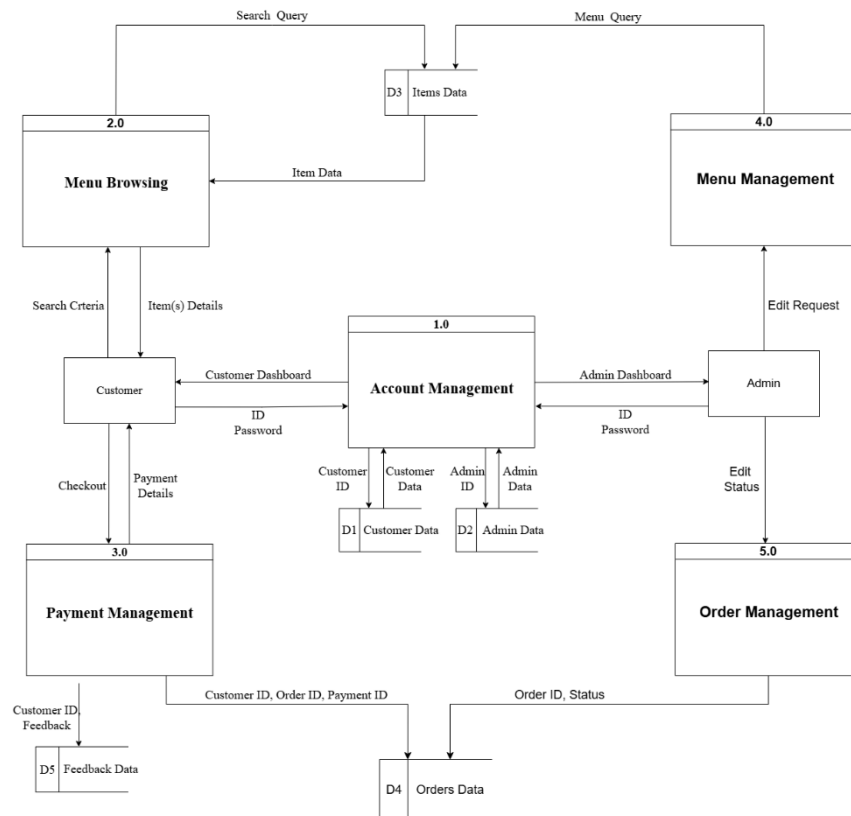 Search Query
Menu Query
D3 Items Data
2.0
Menu Browsing
4.0
Menu Management
Item Data
Search Crteria
Item(s) Details
Edit Request
1.0
Account Management
Customer Dashboard
Admin Dashboard
Customer
Admin
ID
Password
ID
Password
Checkout
Payment
Details
Customer
ID
Customer
Data
Admin
ID
Admin
Data
Edit
Status
D1 Customer Data
D2 Admin Data
3.0
Payment Management
5.0
Order Management
Customer ID, Order ID, Payment ID
Order ID, Status
Customer ID,
Feedback
D5 Feedback Data
D4 Orders Data